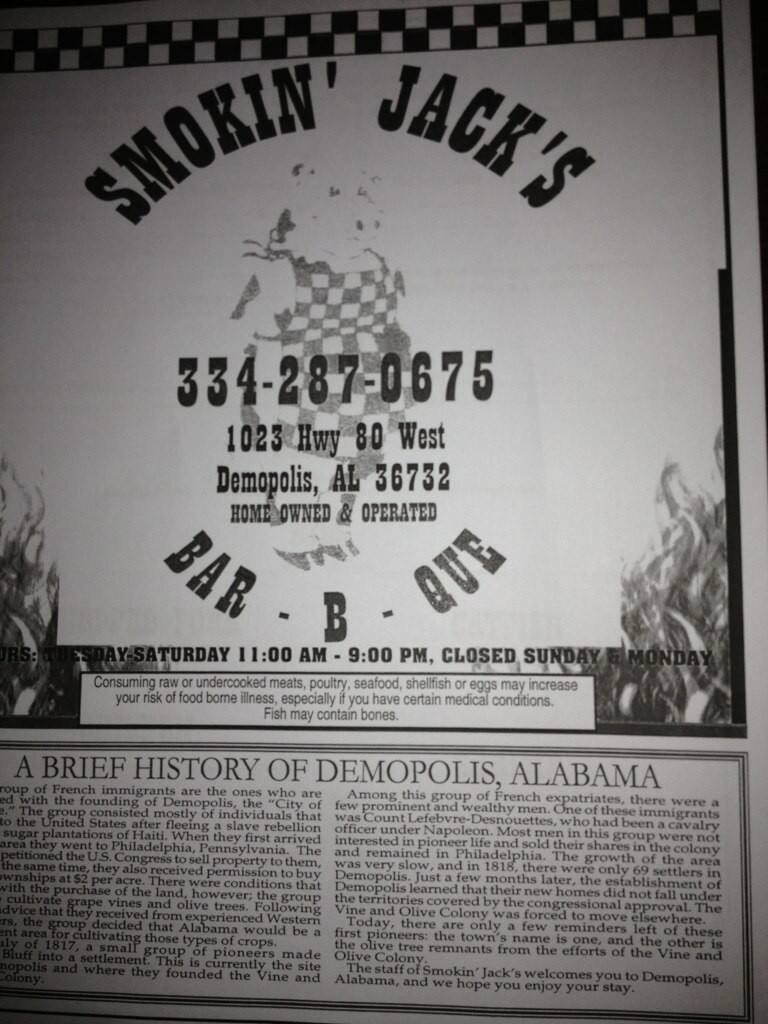 SMOKIN' JACK'S
334-287-0675
1023 Hwy 80 West
Demopolis, AL 36732
HOME OWNED & OPERATED
BAR - B - QUE
TUESDAY-SATURDAY 11:00 AM - 9:00 PM, CLOSED SUNDAY & MONDAY
Consuming raw or undercooked meats, poultry, seafood, shellfish or eggs may increase
your risk of food borne illness, especially if you have certain medical conditions.
Fish may contain bones.
A BRIEF HISTORY OF DEMOPOLIS, ALABAMA
roup of French immigrants are the ones who are
ed with the founding of Demopolis, the "City of
e." The group consisted mostly of individuals that
to the United States after fleeing a slave rebellion
sugar plantations of Haiti. When they first arrived
area they went to Philadelphia, Pennsylvania. The
petitioned the U.S. Congress to sell property to them,
the same time, they also received permission to buy
ownships at $2 per acre. There were conditions that
with the purchase of the land, however; the group
cultivate grape vines and olive trees. Following
advice that they received from experienced Western
rs, the group decided that Alabama would be a
ent area for cultivating those types of crops.
uly of 1817, a small group of pioneers made
Bluff into a settlement. This is currently the site
mopolis and where they founded the Vine and
Colony.
Among this group of French expatriates, there were a
few prominent and wealthy men. One of these immigrants
was Count Lefebvre-Desnouettes, who had been a cavalry
officer under Napoleon. Most men in this group were not
interested in pioneer life and sold their shares in the colony
and remained in Philadelphia. The growth of the area
was very slow, and in 1818, there were only 69 settlers in
Demopolis. Just a few months later, the establishment of
Demopolis learned that their new homes did not fall under
the territories covered by the congressional approval. The
Vine and Olive Colony was forced to move elsewhere.
Today, there are only a few reminders left of these
first pioneers: the town's name is one, and the other is
the olive tree remnants from the efforts of the Vine and
Olive Colony.
The staff of Smokin' Jack's welcomes you to Demopolis,
Alabama, and we hope you enjoy your stay.